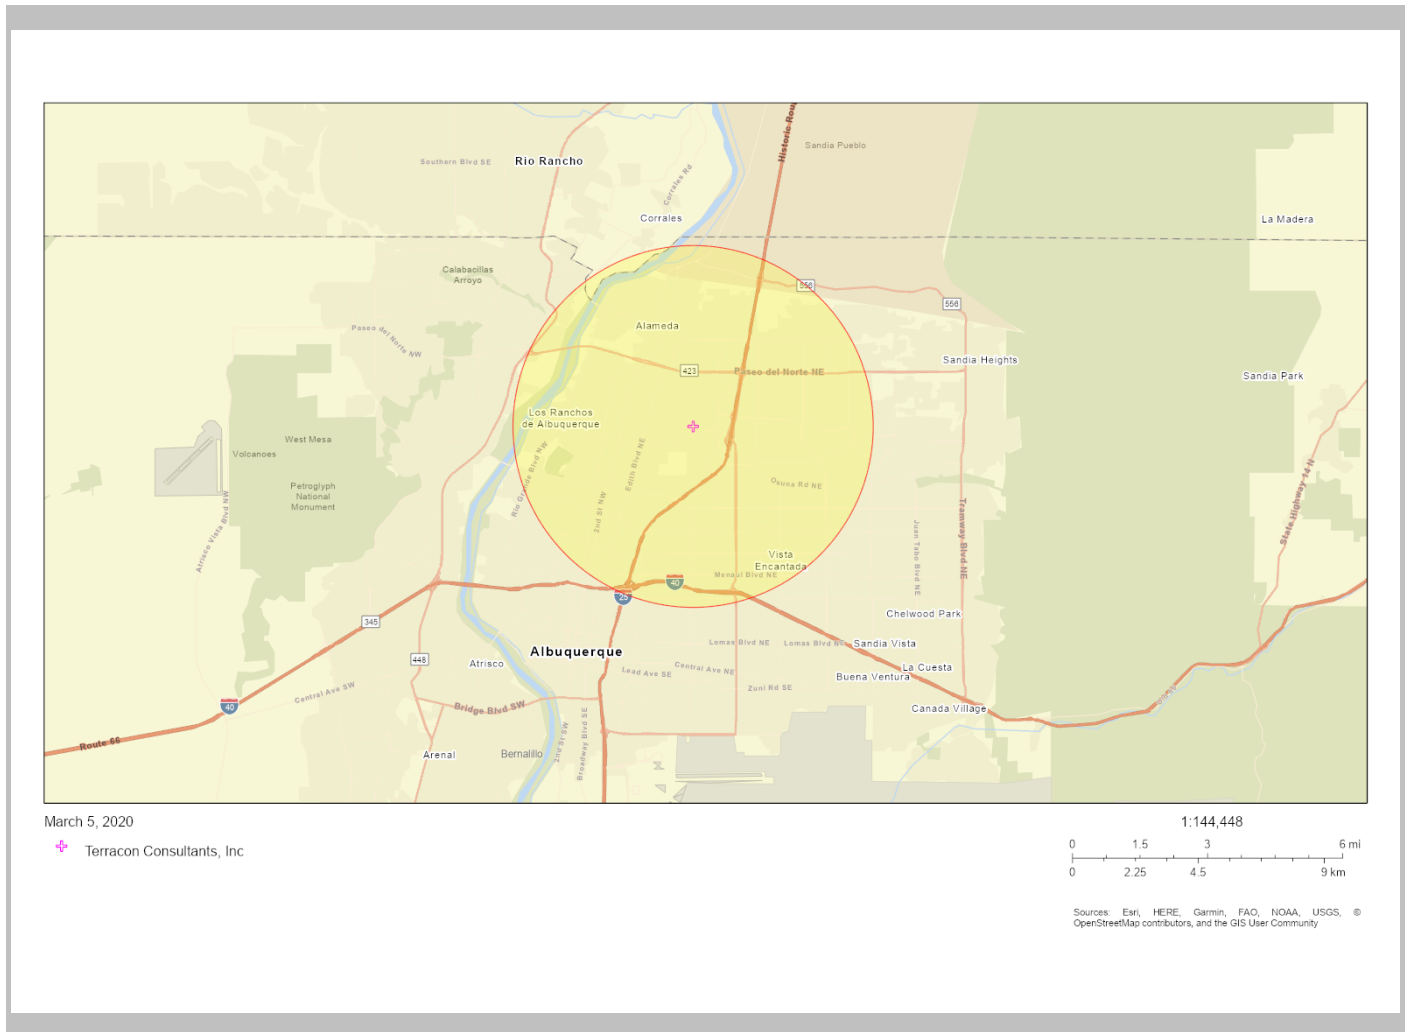 Historic Rou
Sandia Pueblo
Southern Blvd SE
Rio Rancho
Corrales Rd
Corrales
La Madera
Calabacillas
Arroyo
556
556
Alameda
Paseo del Norte NW
Sandia Heights
423
Paseo del Norte NE
Sandia Park
Los Ranchos
de Albuquerque
West Mesa
Volcanoes
Rio Grande Blvd NW
Edith Blvd NE
Osuna Rd NE
Petroglyph
National
Monument
2nd St NW
Atrisco Vista Blvd NW
Juan Tabo Blvd NE
Tramway Blvd NE
State Highway 14 N
Vista
Encantada
Menaul Blvd NE
40
25
345
Chelwood Park
Lomas Blvd NE
Lomas Blvd NE
Sandia Vista
Albuquerque
448
Atrisco
Lead Ave SE
Central Ave NE
La Cuesta
Buena Ventura
Zuni Rd SE
Central Ave SW
40
Bridge Blvd SW
Canada Village
Route 66
Arenal
Bernalillo
2nd St SW
Broadway Blvd SE
March 5, 2020
Terracon Consultants, Inc
1:144,448
0 1.5 3 6 mi
0 2.25 4.5 9 km
Sources: Esri, HERE, Garmin, FAO, NOAA, USGS, ©
OpenStreetMap contributors, and the GIS User Community